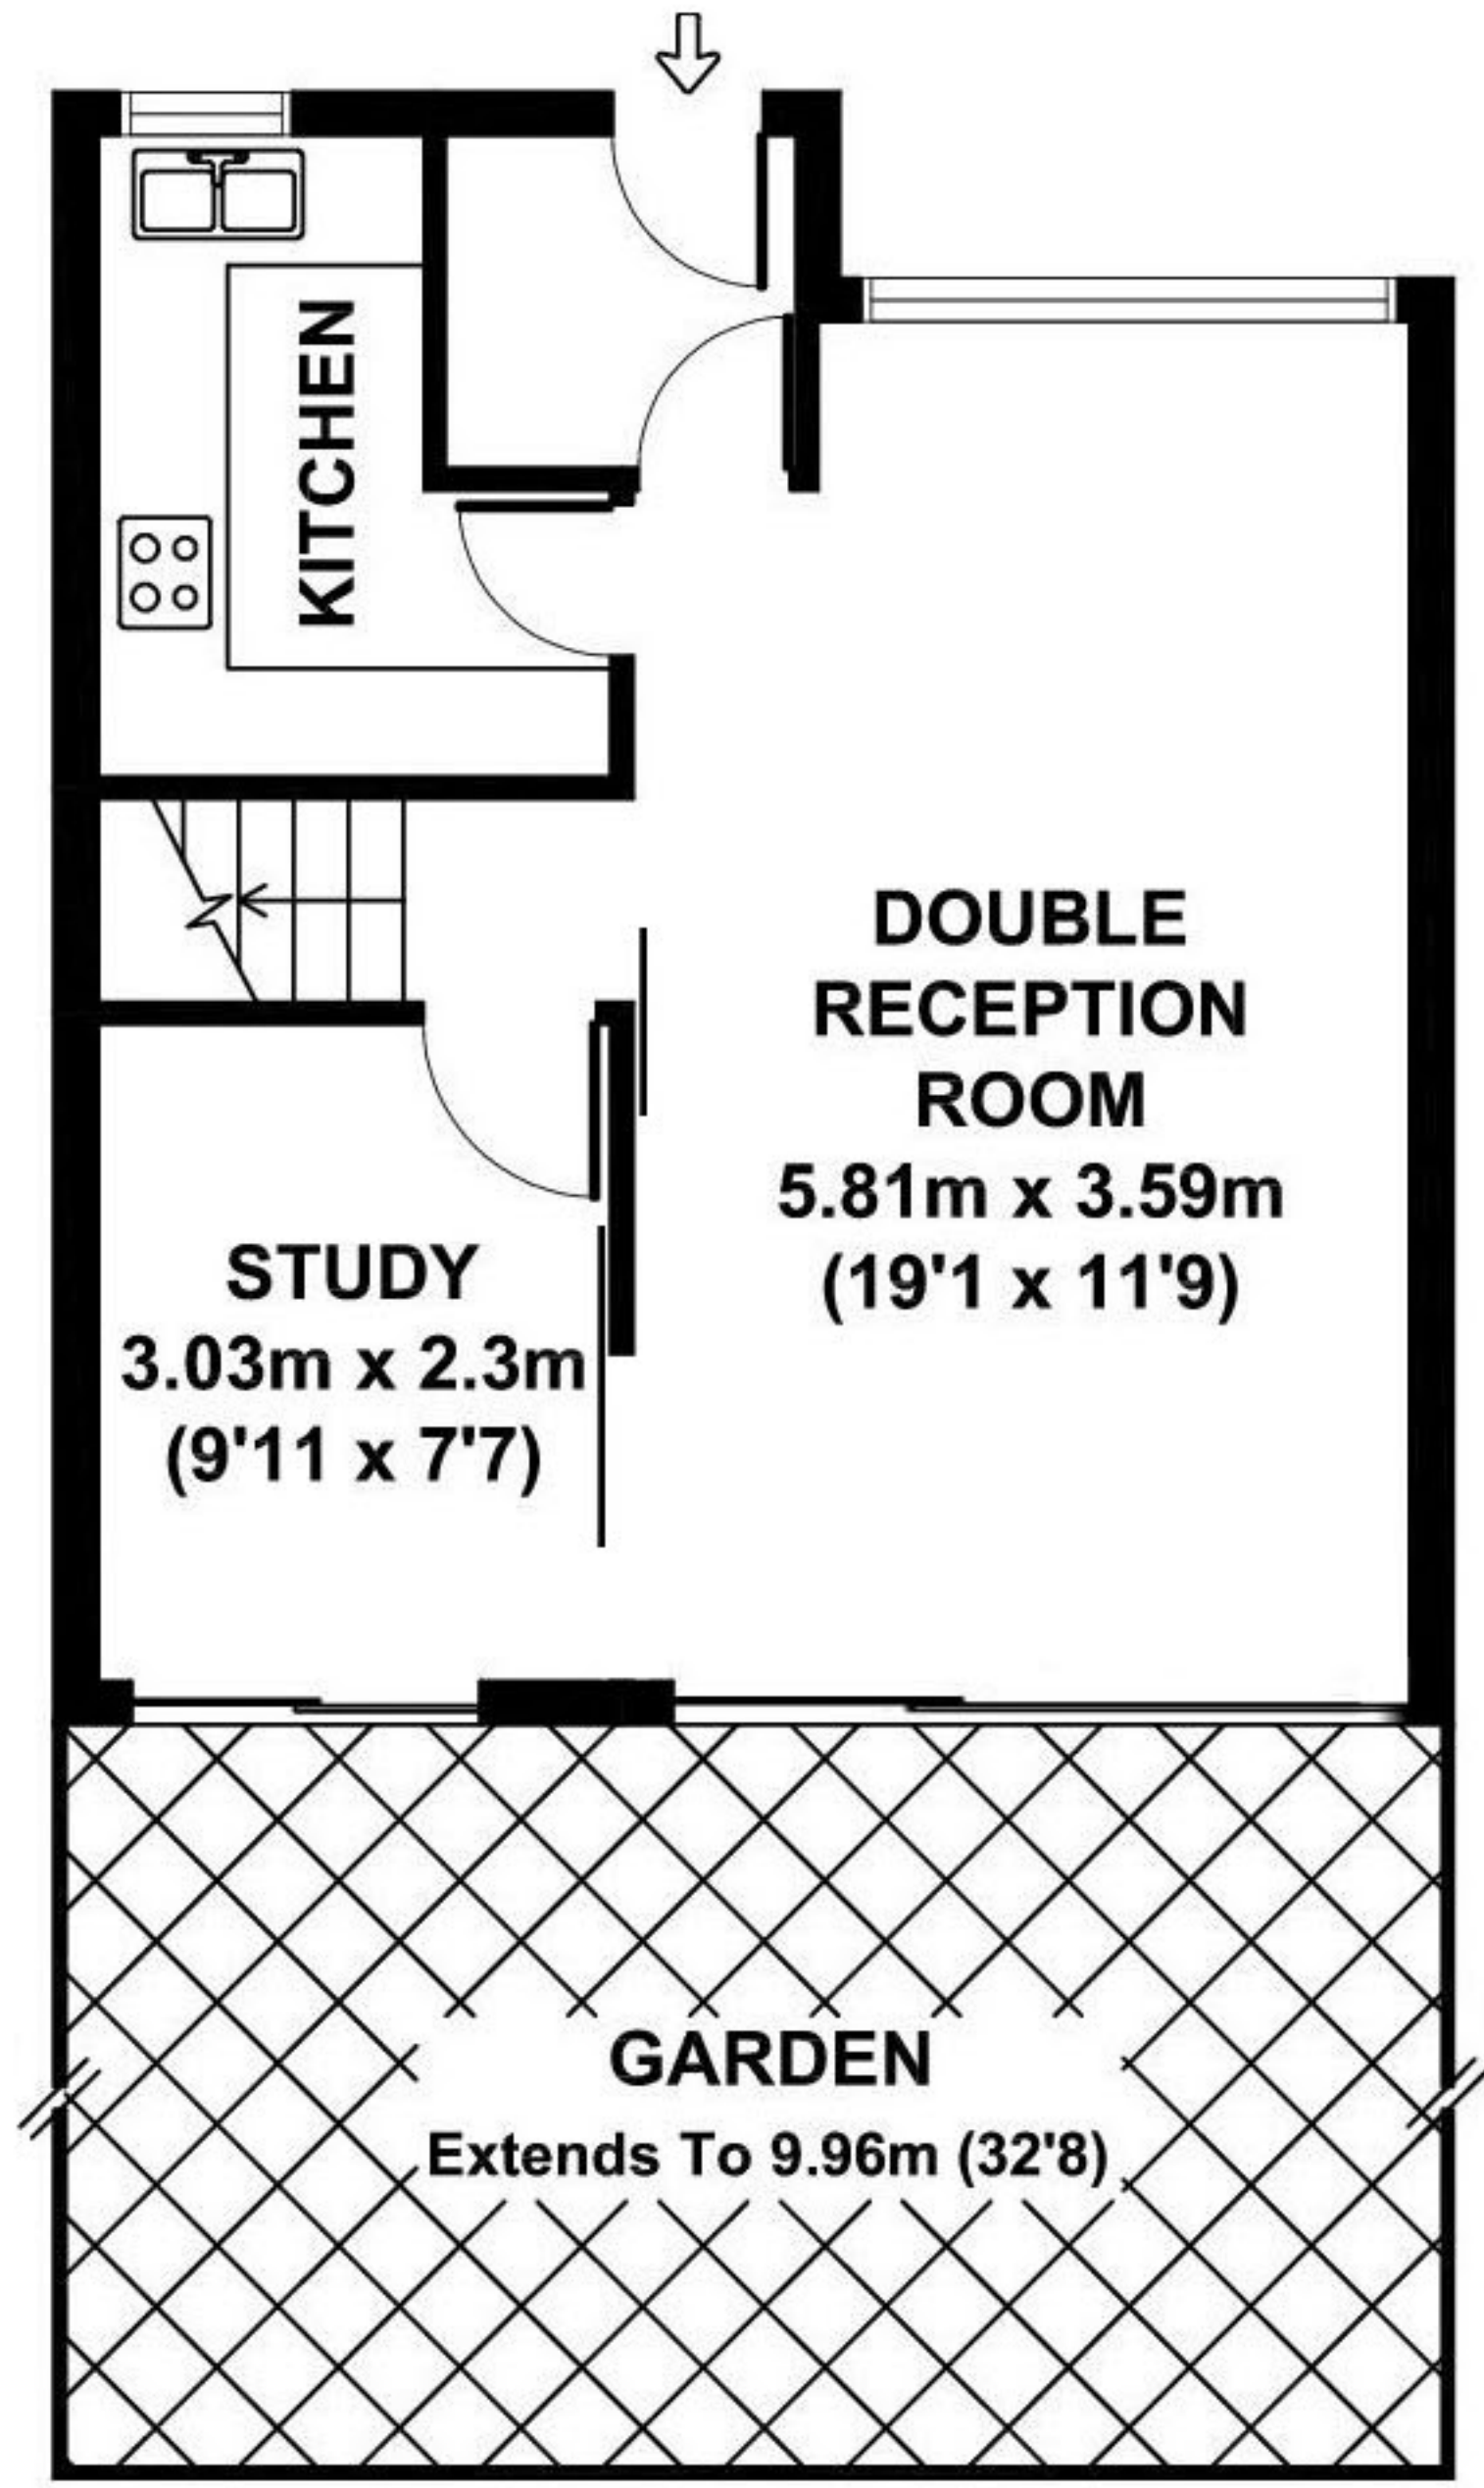 KITCHEN
DOUBLE
RECEPTION
ROOM
5.81m x 3.59m
(19'1 x 11'9)
STUDY
3.03m x 2.3m
(9'11 x 7'7)
GARDEN
Extends To 9.96m (32'8)